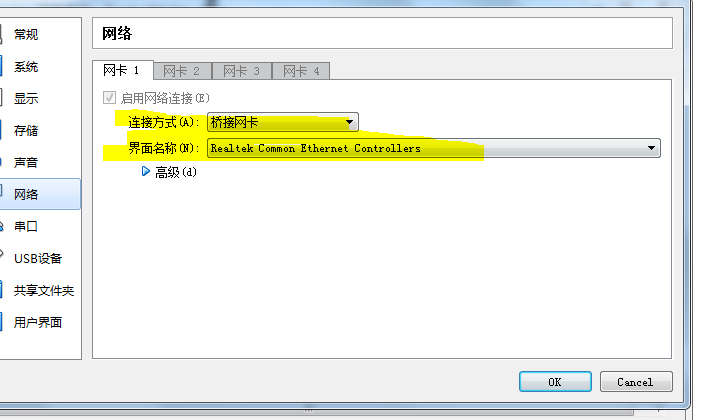 常规
系统
显示
存储
声音
网络
串口
USB设备
共享文件夹
用户界面
网络
网卡 1 网卡 2 网卡 3 网卡 4
启用网络连接(E)
连接方式(A): 桥接网卡
界面名称(N): Realtek Common Ethernet Controllers
高级(d)
OK Cancel